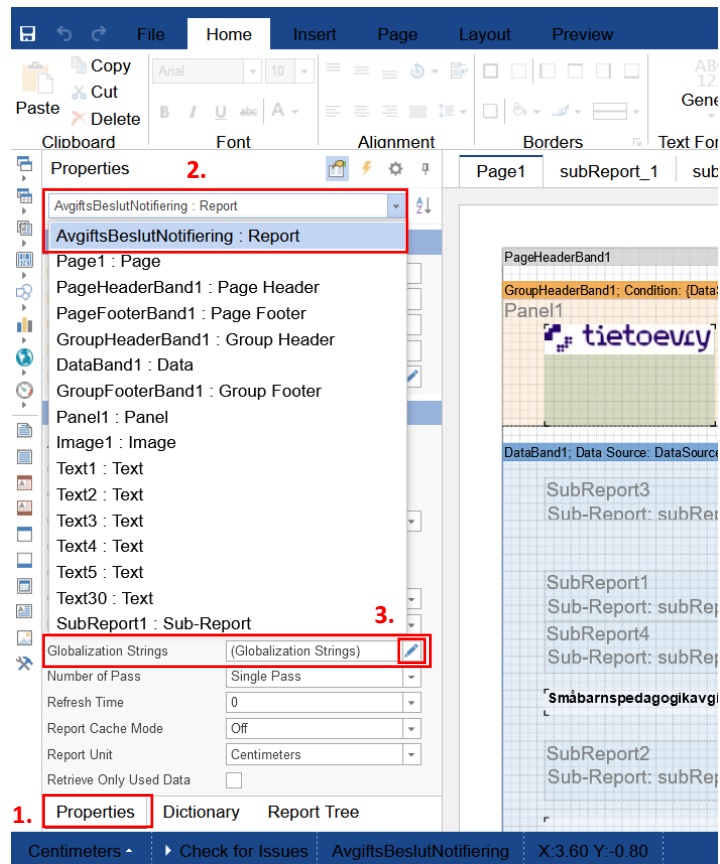 File Home Insert Page Layout Preview
Copy
Cut
Delete
Paste
Arial 10
B I U abc A
Gene
Clipboard Font Alignment Borders Text For
Properties 2.
AvgiftsBeslutNotifiering : Report
AvgiftsBeslutNotifiering : Report
Page1 : Page
PageHeaderBand1 : Page Header
PageFooterBand1 : Page Footer
GroupHeaderBand1 : Group Header
DataBand1 : Data
GroupFooterBand1 : Group Footer
Panel1 : Panel
Image1 : Image
Text1 : Text
Text2 : Text
Text3 : Text
Text4 : Text
Text5 : Text
Text30 : Text
SubReport1 : Sub-Report
3.
Globalization Strings (Globalization Strings)
Number of Pass Single Pass
Refresh Time 0
Report Cache Mode Off
Report Unit Centimeters
Retrieve Only Used Data
1. Properties Dictionary Report Tree
Page1 subReport_1 sub
PageHeaderBand1
GroupHeaderBand1; Condition: {DataS
Panel1
tietoevry
DataBand1; Data Source: DataSource
SubReport3
Sub-Report: subRep
SubReport1
Sub-Report: subRep
SubReport4
Sub-Report: subRep
Småbarnspedagogikavgi
SubReport2
Sub-Report: subRep
Centimeters Check for Issues AvgiftsBeslutNotifiering X:3.60 Y:-0.80